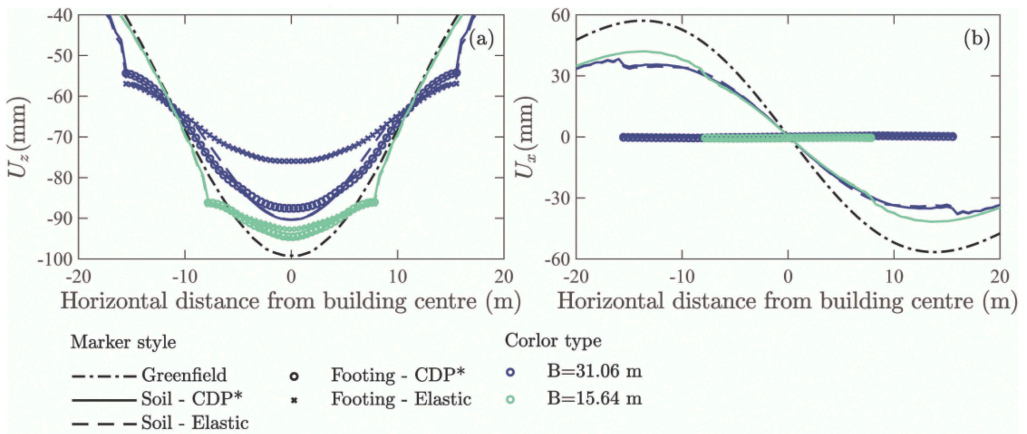 -40
-50
-60
-70
-80
-90
-100
U_z(mm)
(a)
-20 -10 0 10 20
Horizontal distance from building centre (m)
60
30
0
-30
-60
U_x(mm)
(b)
-20 -10 0 10 20
Horizontal distance from building centre (m)
Marker style
Greenfield
Soil - CDP*
Soil - Elastic
Footing - CDP*
Footing - Elastic
Corlor type
B=31.06 m
B=15.64 m